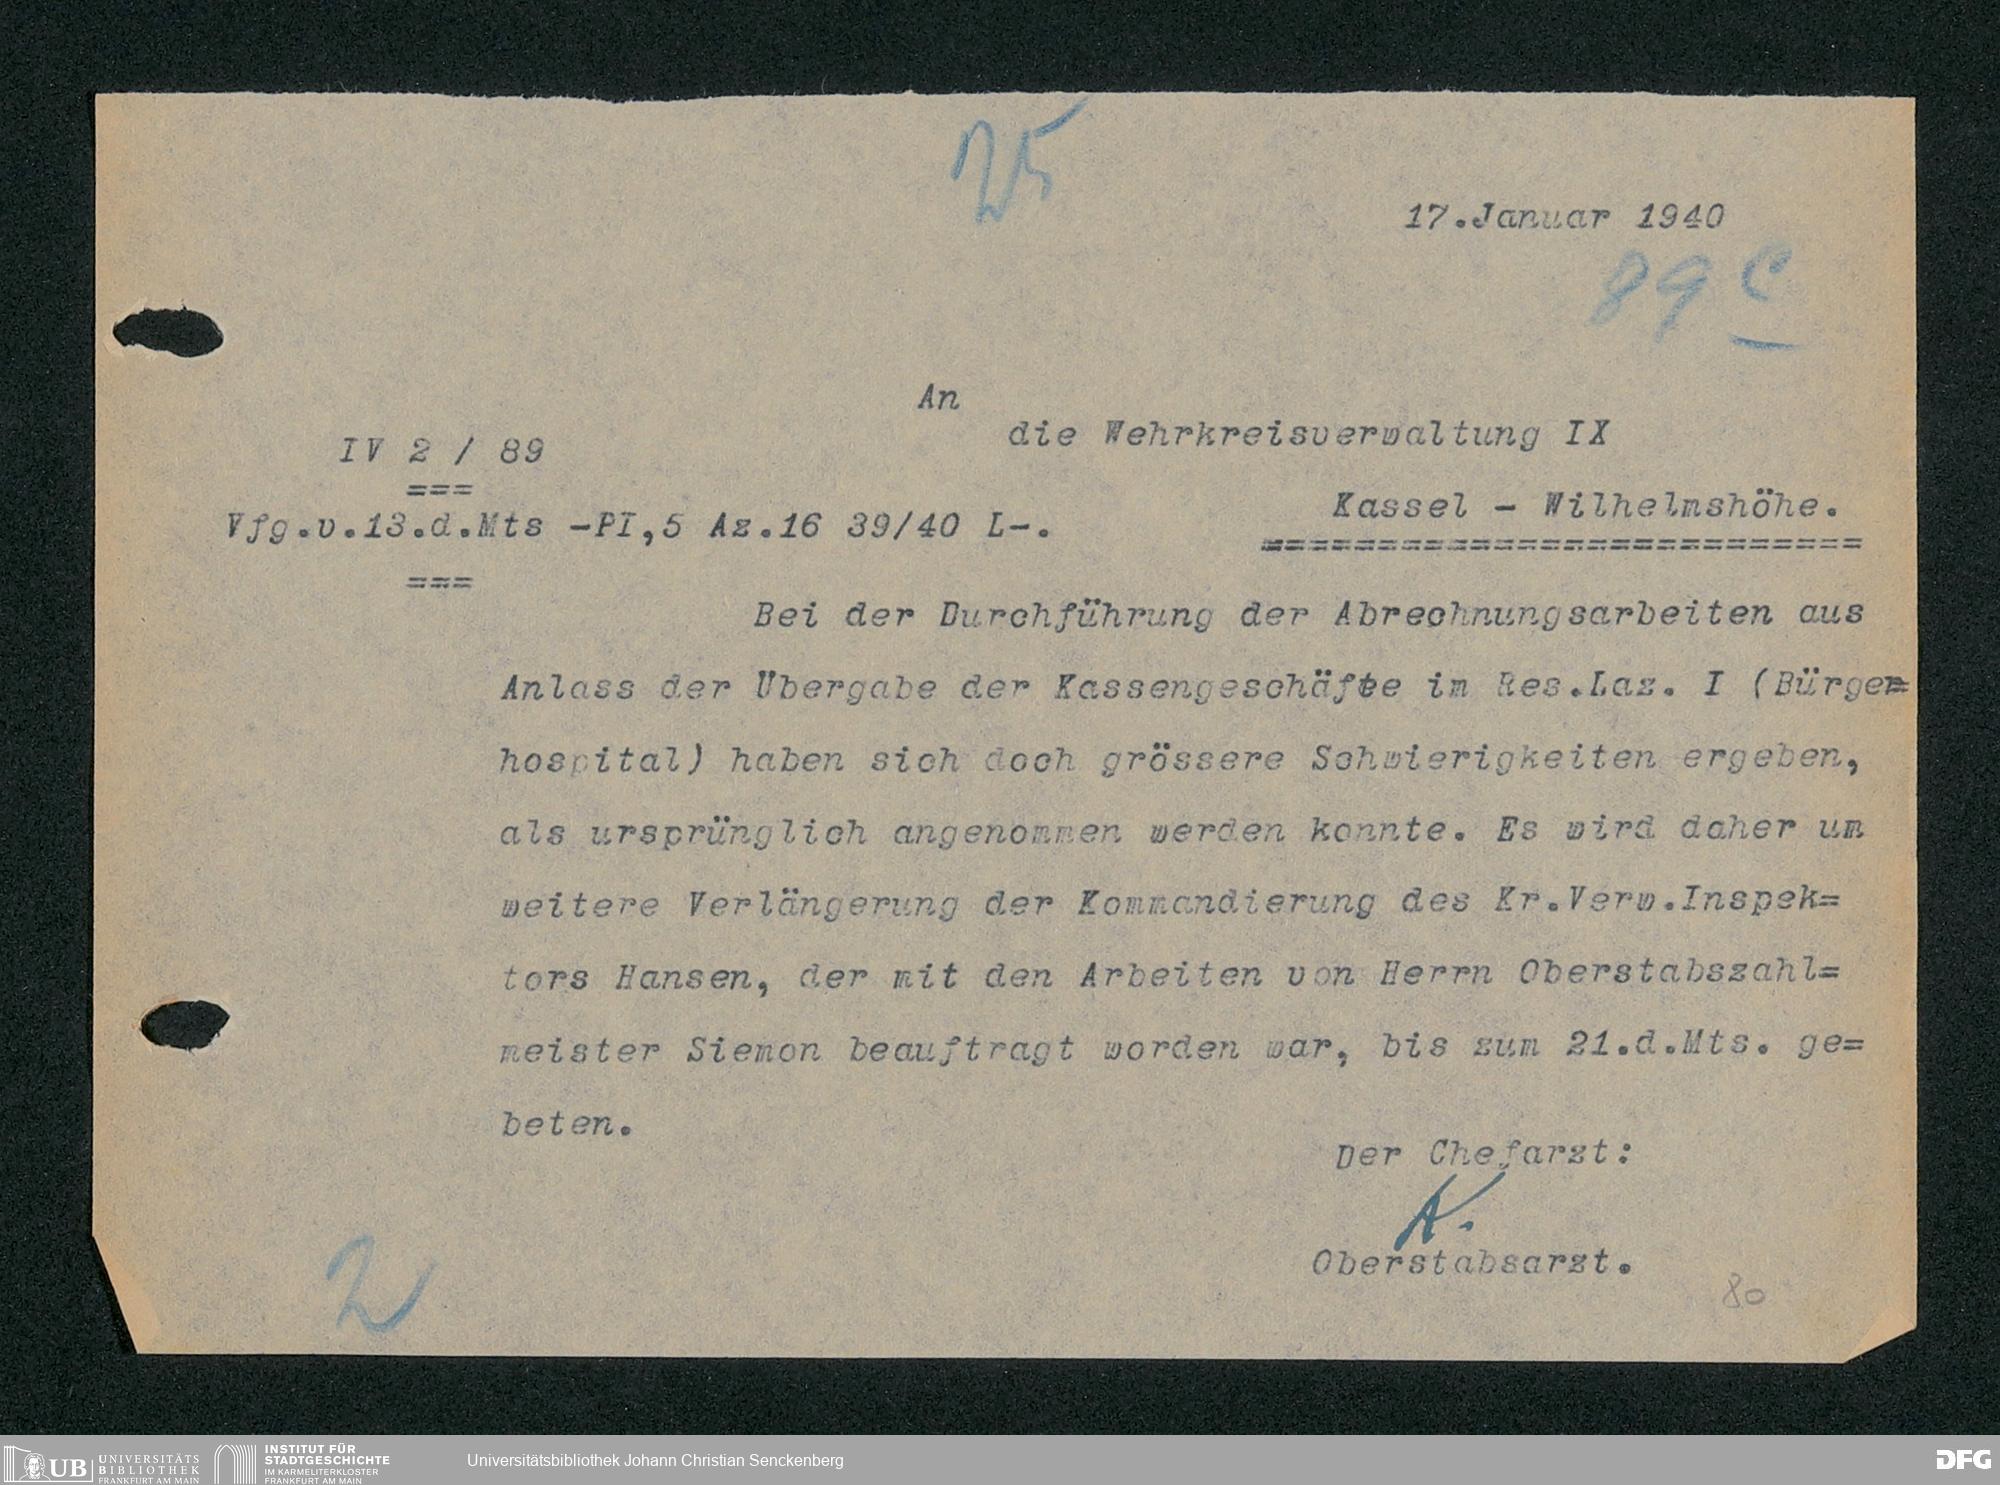 25
17.Januar 1940
89 c
An
die Wehrkreisverwaltung IX
IV 2 / 89
===
Kassel - Wilhelmshöhe.
==========================
Vfg.v.13.d.Mts -PI,5 Az.16 39/40 L-.
===
Bei der Durchführung der Abrechnungsarbeiten aus
Anlass der Übergabe der Kassengeschäfte im Res.Laz. I (Bürger=
hospital) haben sich doch grössere Schwierigkeiten ergeben,
als ursprünglich angenommen werden konnte. Es wird daher um
weitere Verlängerung der Kommandierung des Kr.Verw.Inspek=
tors Hansen, der mit den Arbeiten von Herrn Oberstabszahl=
meister Siemon beauftragt worden war, bis zum 21.d.Mts. ge=
beten.
Der Chefarzt:
K.
Oberstabsarzt.
80
UB UNIVERSITÄTS
BIBLIOTHEK
FRANKFURT AM MAIN
INSTITUT FÜR
STADTGESCHICHTE
IM KARMELITERKLOSTER
FRANKFURT AM MAIN
Universitätsbibliothek Johann Christian Senckenberg
DFG